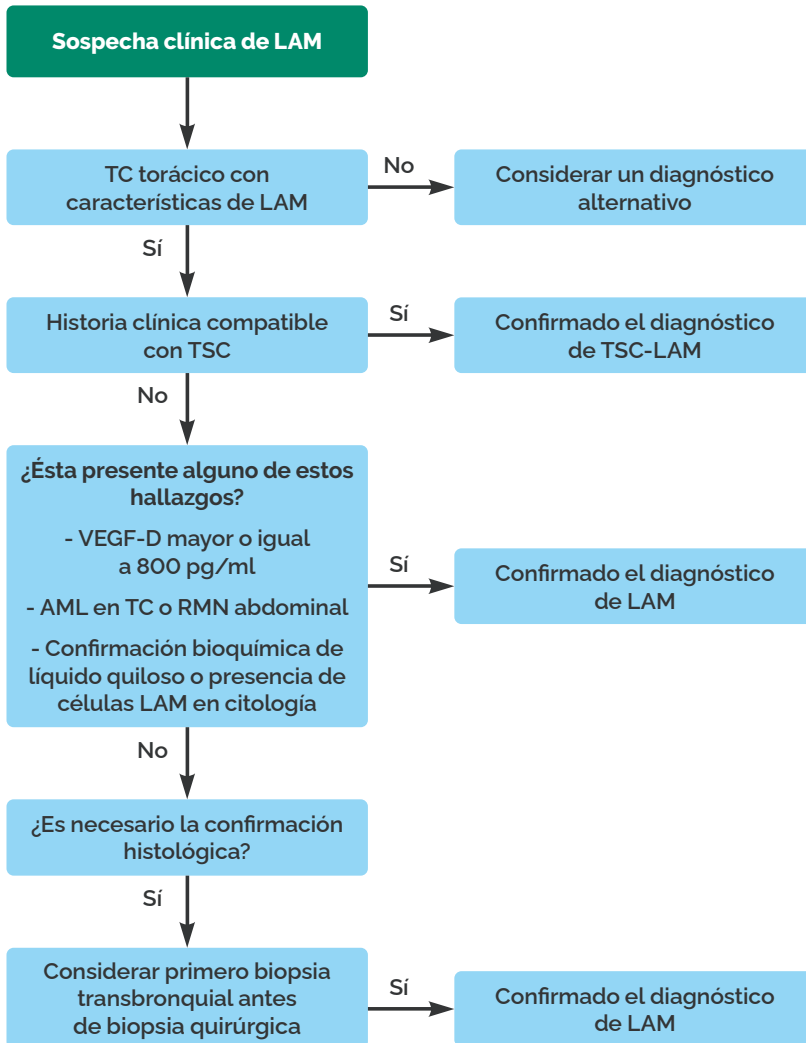 Sospecha clínica de LAM
TC torácico con
características de LAM
No
Considerar un diagnóstico
alternativo
Sí
Historia clínica compatible
con TSC
Sí
Confirmado el diagnóstico
de TSC-LAM
No
¿Ésta presente alguno de estos
hallazgos?
- VEGF-D mayor o igual
a 800 pg/ml
- AML en TC o RMN abdominal
- Confirmación bioquímica de
líquido quiloso o presencia de
células LAM en citología
Sí
Confirmado el diagnóstico
de LAM
No
¿Es necesario la confirmación
histológica?
Sí
Considerar primero biopsia
transbronquial antes
de biopsia quirúrgica
Sí
Confirmado el diagnóstico
de LAM